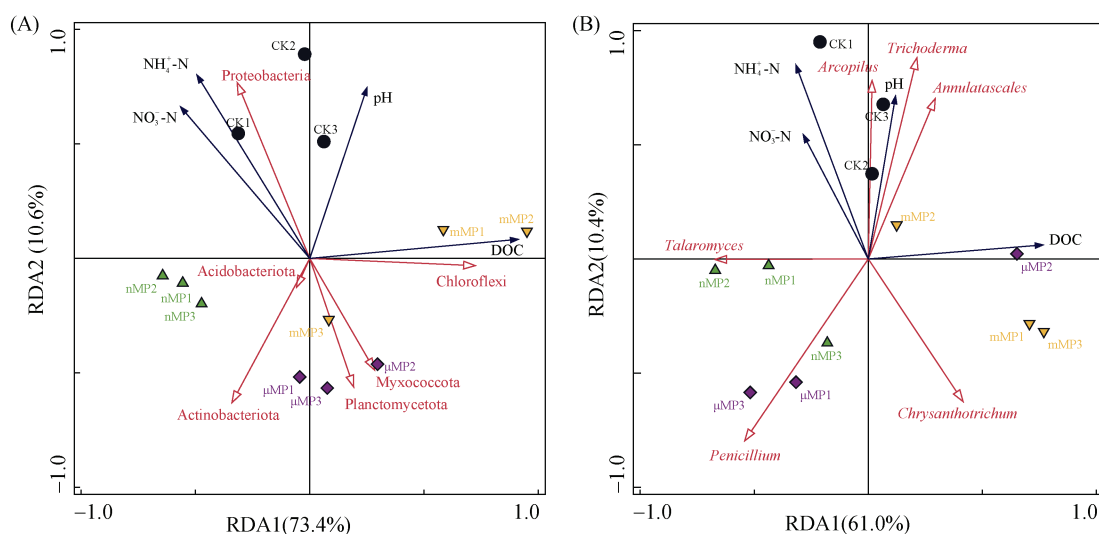 (A)
1.0
CK2
NH₄⁺-N
Proteobacteria
pH
NO₃⁻-N
CK1
CK3
mMP1
mMP2
DOC
Acidobacteriota
Chloroflexi
nMP2
nMP1
nMP3
mMP3
μMP2
Myxococcota
μMP1
μMP3
Planctomycetota
Actinobacteriota
RDA2 (10.6%)
−1.0
−1.0
RDA1(73.4%)
1.0
(B)
1.0
CK1
Trichoderma
NH₄⁺-N
Arcopilus
pH
Annulatascales
CK3
NO₃⁻-N
CK2
mMP2
DOC
Talaromyces
μMP2
nMP2
nMP1
mMP1
mMP3
nMP3
μMP3
μMP1
Chrysanthotrichum
Penicillium
RDA2(10.4%)
−1.0
−1.0
RDA1(61.0%)
1.0